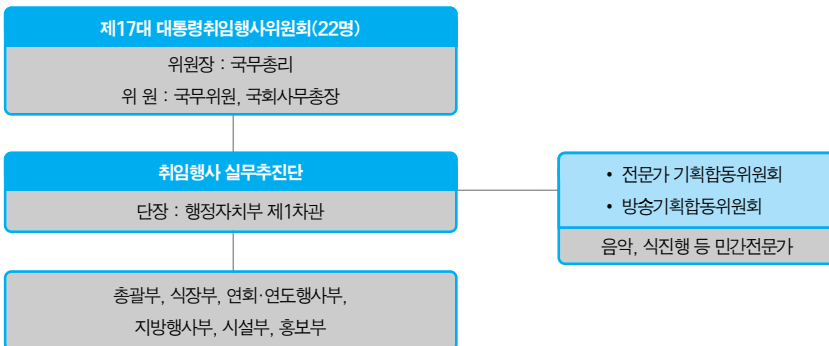 제17대 대통령취임행사위원회(22명)
위원장 : 국무총리
위 원 : 국무위원, 국회사무총장
취임행사 실무추진단
단장 : 행정자치부 제1차관
• 전문가 기획합동위원회
• 방송기획합동위원회
음악, 식진행 등 민간전문가
총괄부, 식장부, 연회·연도행사부,
지방행사부, 시설부, 홍보부